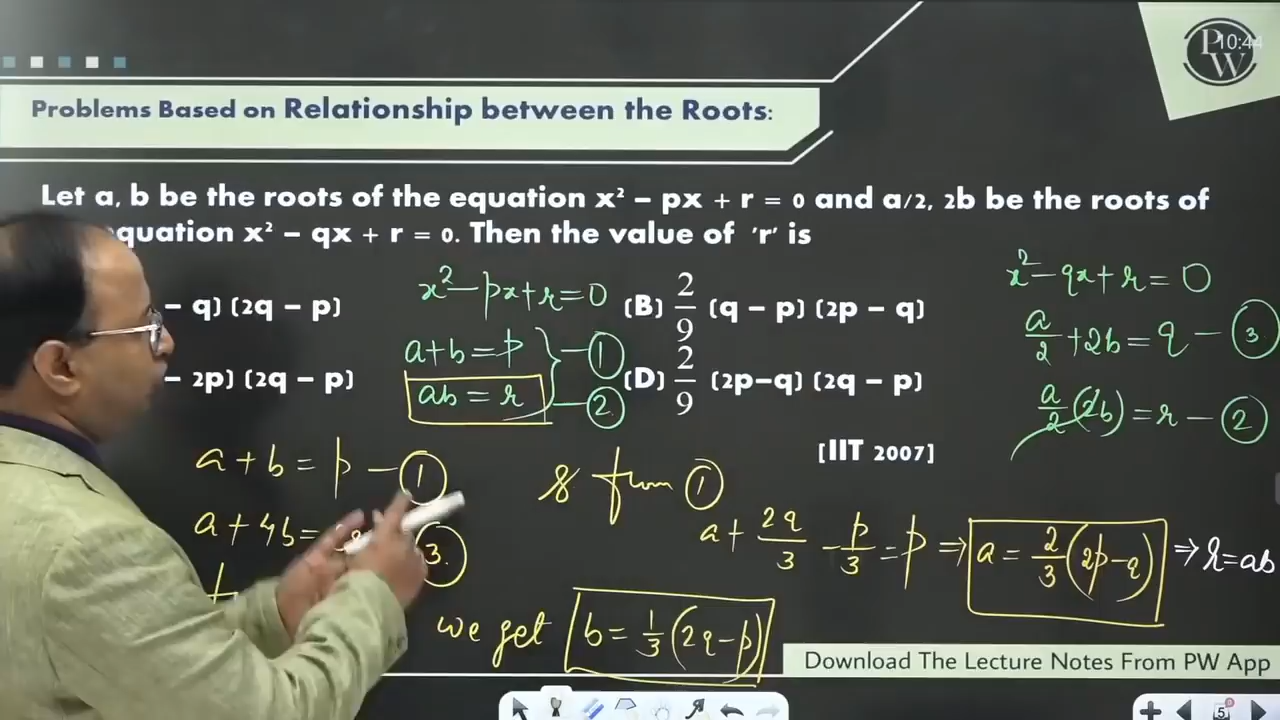 PW
10:44
Problems Based on Relationship between the Roots:
Let a, b be the roots of the equation x² – px + r = 0 and a/2, 2b be the roots of
quation x² – qx + r = 0. Then the value of 'r' is
– q) (2q – p)
(B) 2/9 (q – p) (2p – q)
– 2p) (2q – p)
(D) 2/9 (2p–q) (2q – p)
[IIT 2007]
x² – px + r = 0
a + b = p } – ①
ab = r – ②
x² – qx + r = 0
a/2 + 2b = q – ③
a/2 (2b) = r – ②
a + b = p – ①
a + 4b =
③
we get b = 1/3 (2q – p)
& from ①
a + 2q/3 – p/3 = p ⇒ a = 2/3 (2p – q) ⇒ r = ab
Download The Lecture Notes From PW App
5